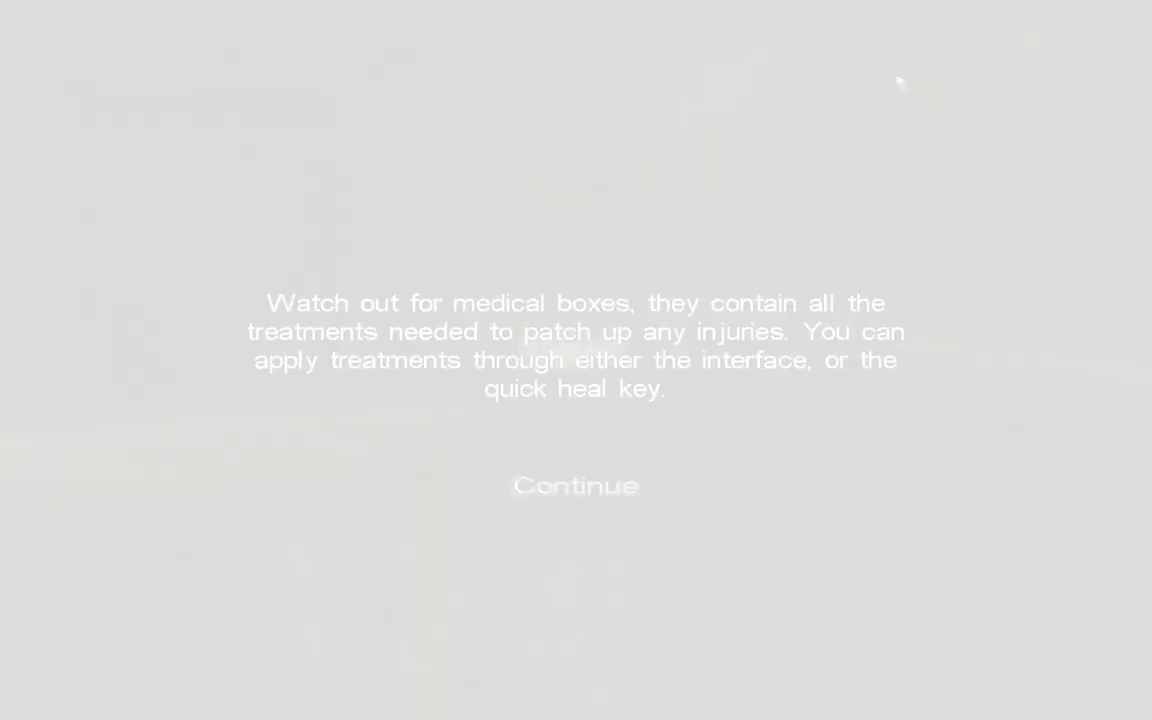 Watch out for medical boxes, they contain all the
treatments needed to patch up any injuries. You can
apply treatments through either the interface, or the
quick heal key.
Continue